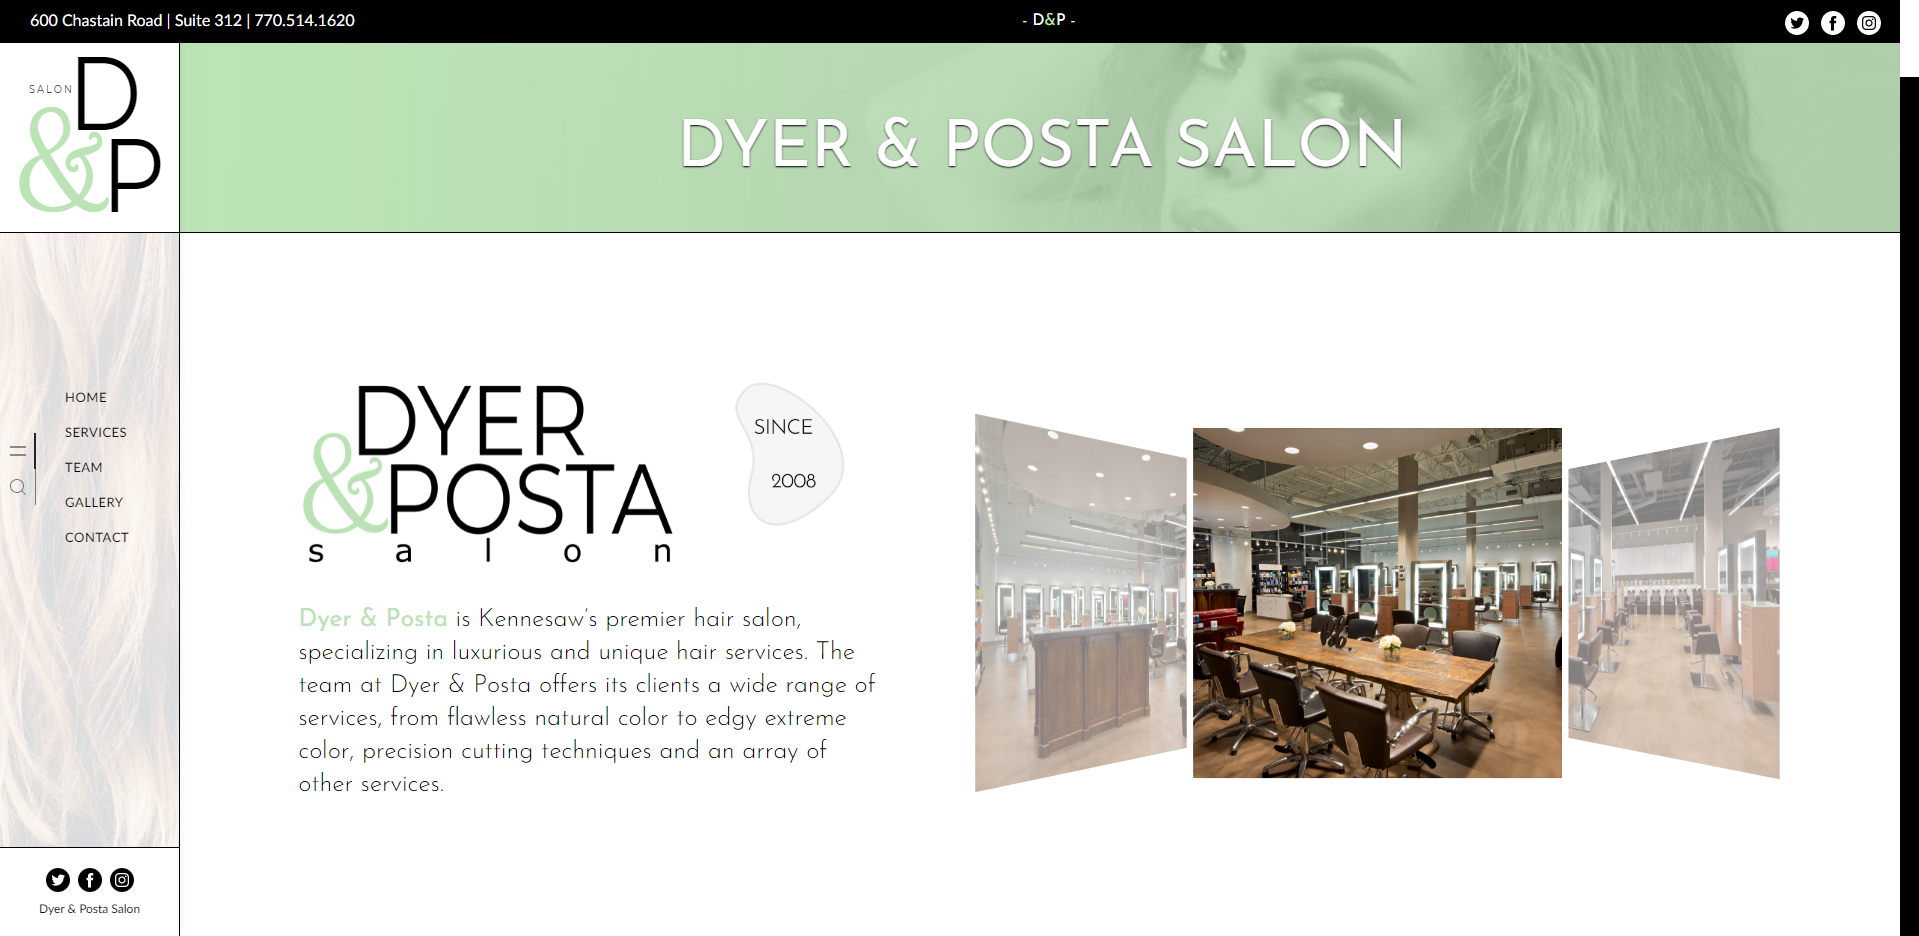 600 Chastain Road | Suite 312 | 770.514.1620
- D&P -
SALON D
&P
DYER & POSTA SALON
HOME
SERVICES
TEAM
GALLERY
CONTACT
DYER
&POSTA
salon
SINCE
2008
Dyer & Posta is Kennesaw's premier hair salon,
specializing in luxurious and unique hair services. The
team at Dyer & Posta offers its clients a wide range of
services, from flawless natural color to edgy extreme
color, precision cutting techniques and an array of
other services.
Dyer & Posta Salon